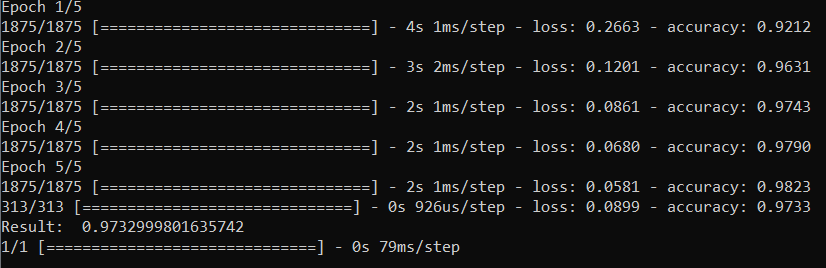 Epoch 1/5
1875/1875 [==============================] - 4s 1ms/step - loss: 0.2663 - accuracy: 0.9212
Epoch 2/5
1875/1875 [==============================] - 3s 2ms/step - loss: 0.1201 - accuracy: 0.9631
Epoch 3/5
1875/1875 [==============================] - 2s 1ms/step - loss: 0.0861 - accuracy: 0.9743
Epoch 4/5
1875/1875 [==============================] - 2s 1ms/step - loss: 0.0680 - accuracy: 0.9790
Epoch 5/5
1875/1875 [==============================] - 2s 1ms/step - loss: 0.0581 - accuracy: 0.9823
313/313 [==============================] - 0s 926us/step - loss: 0.0899 - accuracy: 0.9733
Result:  0.9732999801635742
1/1 [==============================] - 0s 79ms/step